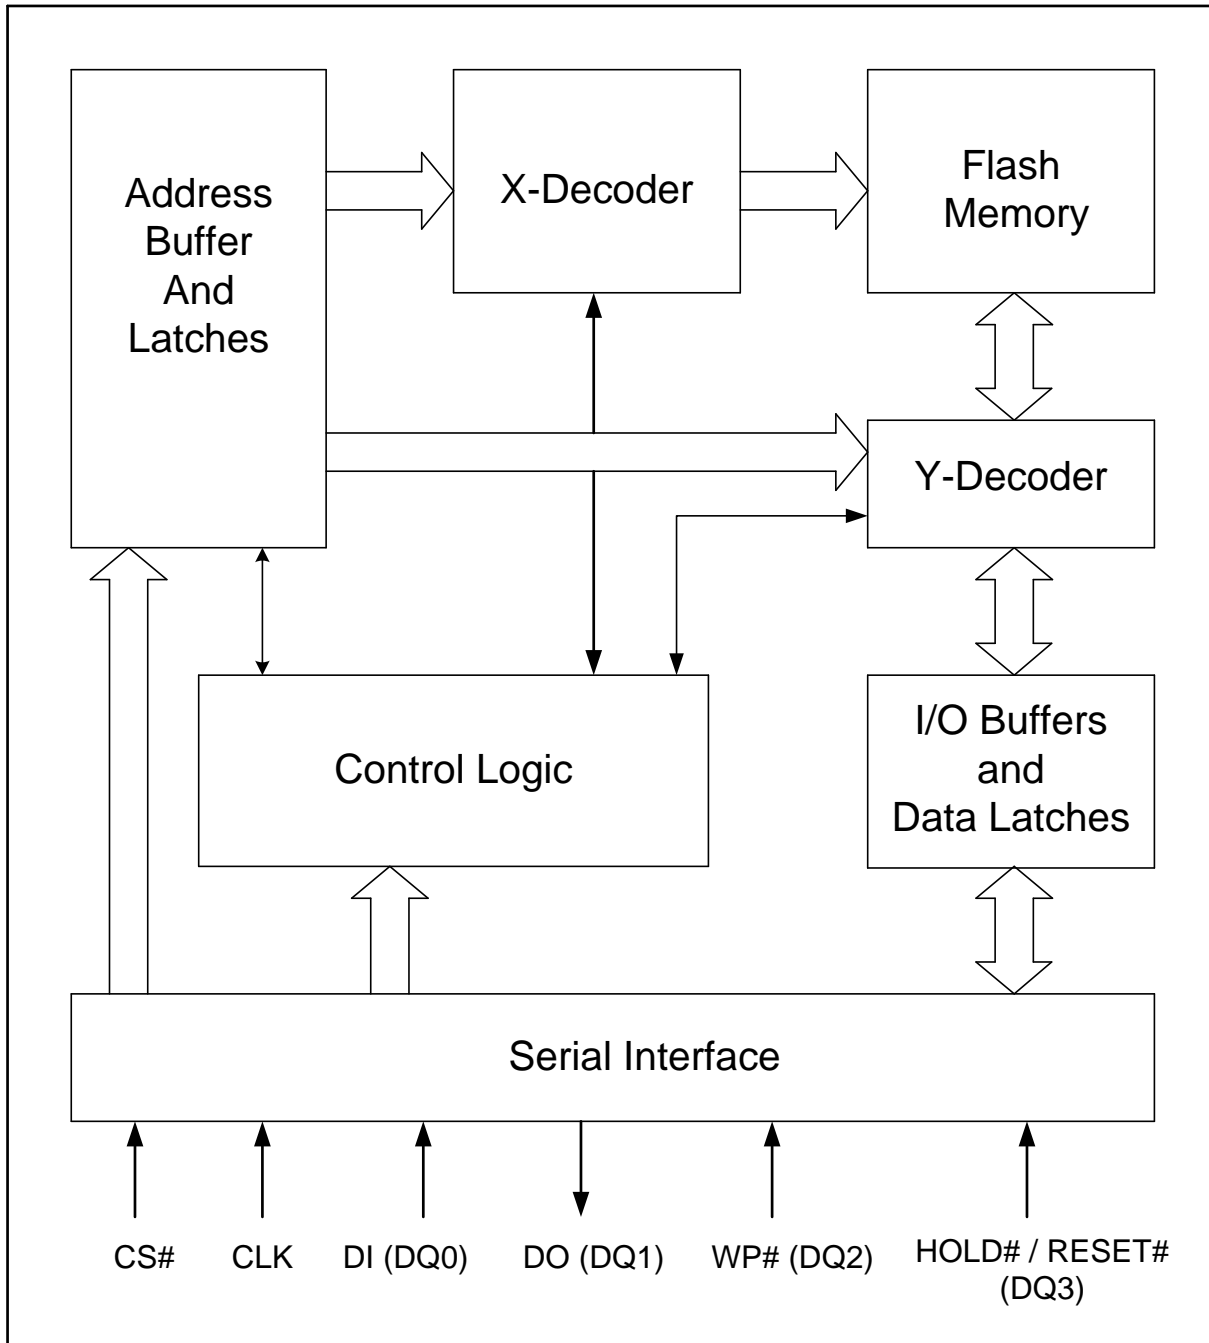 Address
Buffer
And
Latches
X-Decoder
Flash
Memory
Y-Decoder
Control Logic
I/O Buffers
and
Data Latches
Serial Interface
CS#
CLK
DI (DQ0)
DO (DQ1)
WP# (DQ2)
HOLD# / RESET#
(DQ3)